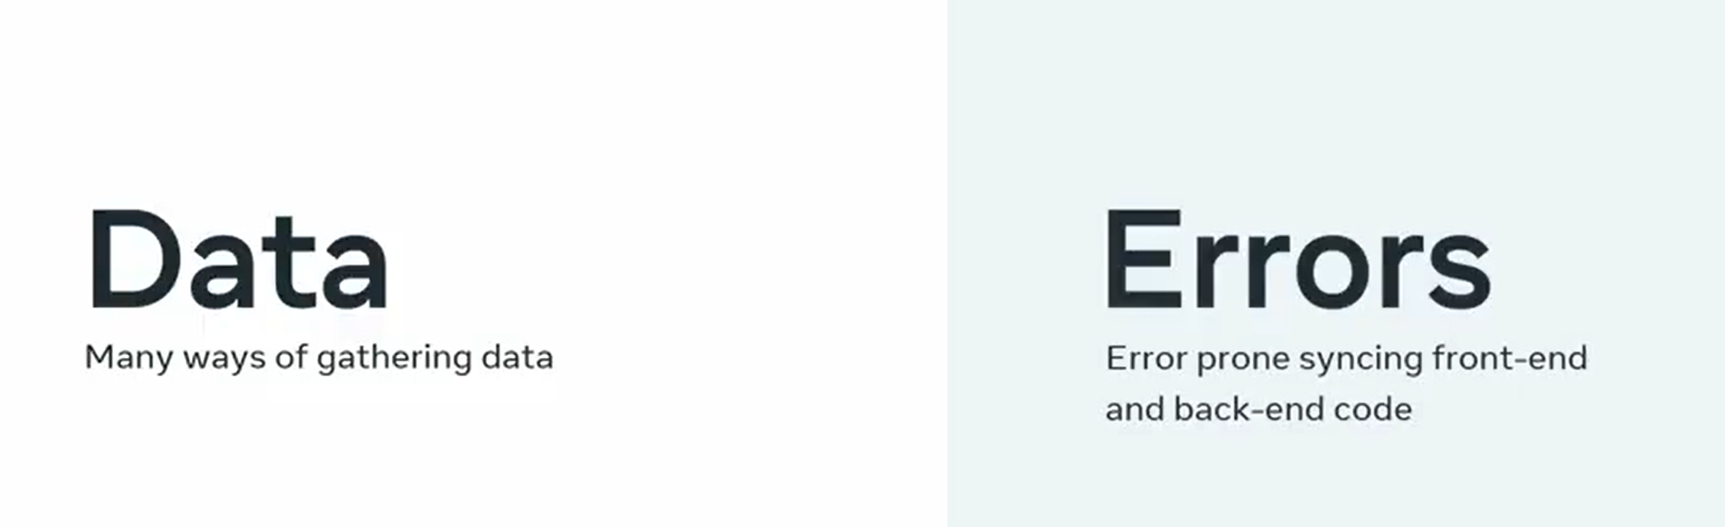 Data
Many ways of gathering data
Errors
Error prone syncing front-end
and back-end code